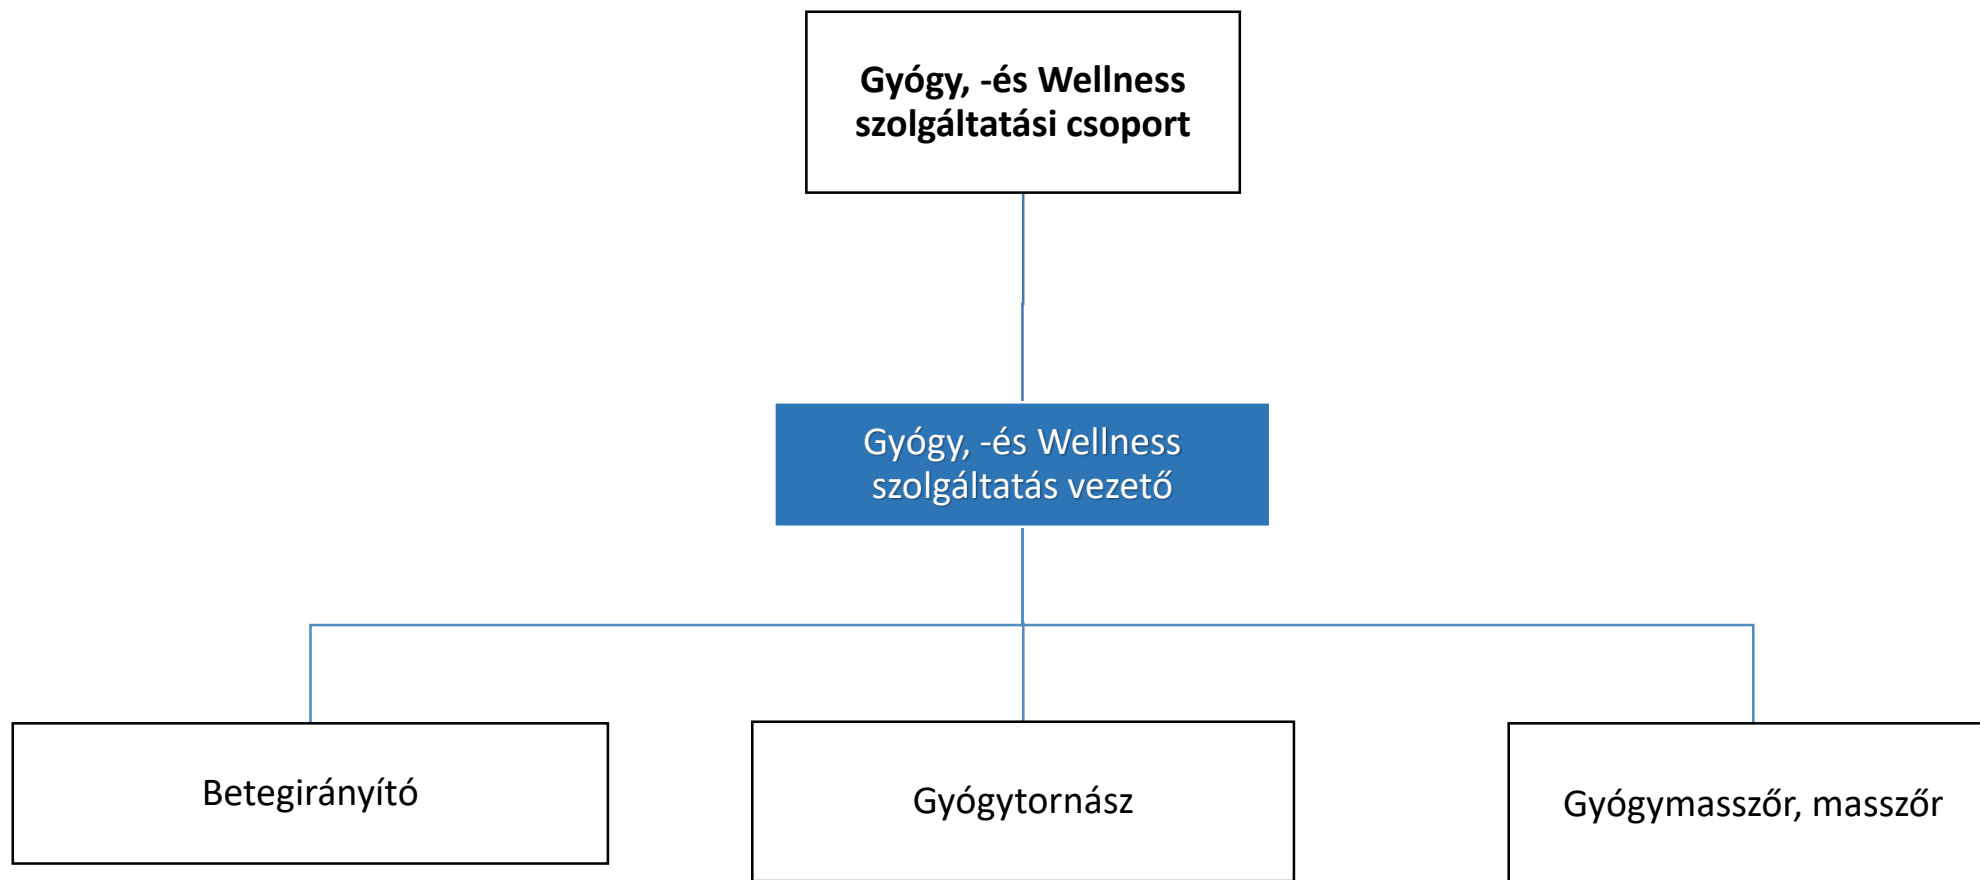 Gyógy, -és Wellness
szolgáltatási csoport
Gyógy, -és Wellness
szolgáltatás vezető
Betegirányító
Gyógytornász
Gyógymasszőr, masszőr